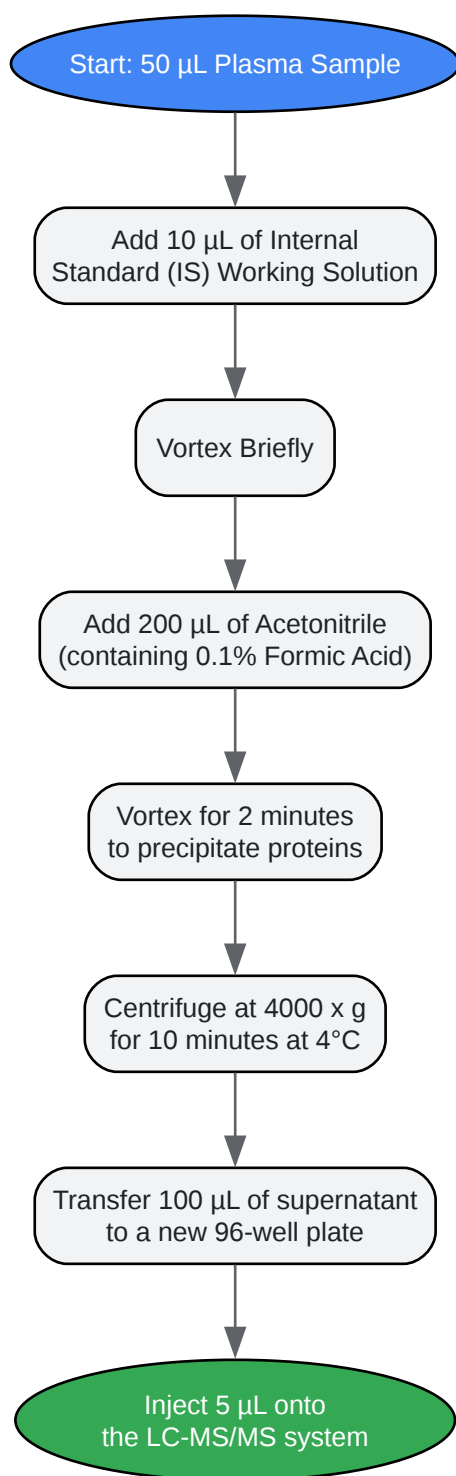 Start: 50 µL Plasma Sample
Add 10 µL of Internal
Standard (IS) Working Solution
Vortex Briefly
Add 200 µL of Acetonitrile
(containing 0.1% Formic Acid)
Vortex for 2 minutes
to precipitate proteins
Centrifuge at 4000 x g
for 10 minutes at 4°C
Transfer 100 µL of supernatant
to a new 96-well plate
Inject 5 µL onto
the LC-MS/MS system